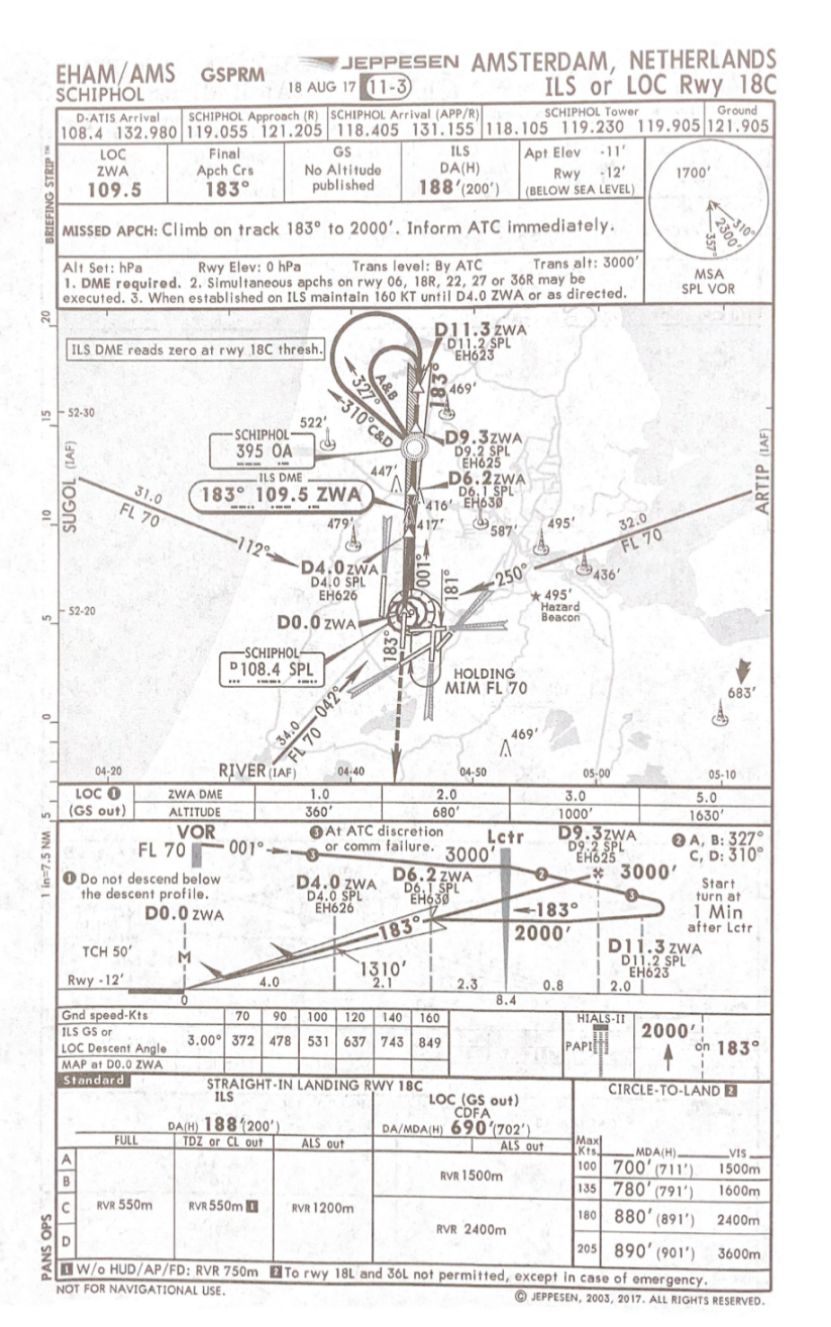 JEPPESEN
EHAM/AMS
SCHIPHOL
GSPRM
18 AUG 17
11-3
AMSTERDAM, NETHERLANDS
ILS or LOC Rwy 18C
BRIEFING STRIP™
D-ATIS Arrival
108.4 132.980
SCHIPHOL Approach (R)
119.055 121.205
SCHIPHOL Arrival (APP/R)
118.405 131.155
SCHIPHOL Tower
118.105 119.230 119.905
Ground
121.905
LOC
ZWA
109.5
Final
Apch Crs
183°
GS
No Altitude
published
ILS
DA(H)
188'(200')
Apt Elev -11'
Rwy -12'
(BELOW SEA LEVEL)
1700'
310°
2300'
357°
MSA
SPL VOR
MISSED APCH: Climb on track 183° to 2000'. Inform ATC immediately.
Alt Set: hPa Rwy Elev: 0 hPa Trans level: By ATC Trans alt: 3000'
1. DME required. 2. Simultaneous apchs on rwy 06, 18R, 22, 27 or 36R may be
executed. 3. When established on ILS maintain 160 KT until D4.0 ZWA or as directed.
20
15
10
5
0
5
ILS DME reads zero at rwy 18C thresh.
D11.3 ZWA
D11.2 SPL
EH623
183°
A&B
327°
310° C&D
469'
52-30
522'
SCHIPHOL
395 OA
D9.3 ZWA
D9.2 SPL
EH625
447'
D6.2 ZWA
D6.1 SPL
EH630
ILS DME
183° 109.5 ZWA
416'
417'
SUGOL (IAF)
31.0
FL 70
112°
ARTIP (IAF)
32.0
FL 70
250°
479'
587'
495'
436'
D4.0 ZWA
D4.0 SPL
EH626
001°
181°
495'
Hazard
Beacon
52-20
D0.0 ZWA
183°
SCHIPHOL
D 108.4 SPL
HOLDING
MIM FL 70
683'
042°
34.0
FL 70
469'
RIVER (IAF)
04-20
04-40
04-50
05-00
05-10
LOC 1
(GS out)
ZWA DME 1.0 2.0 3.0 5.0
ALTITUDE 360' 680' 1000' 1630'
1 in=7.5 NM
VOR
FL 70
001°
3 At ATC discretion
or comm failure.
3
3000'
Lctr
D9.3 ZWA
D9.2 SPL
EH625
2 A, B: 327°
C, D: 310°
2
3000'
3
1 Do not descend below
the descent profile.
D0.0 ZWA
D4.0 ZWA
D4.0 SPL
EH626
D6.2 ZWA
D6.1 SPL
EH630
Start
turn at
1 Min
after Lctr
183°
183°
2000'
D11.3 ZWA
D11.2 SPL
EH623
M
TCH 50'
1310'
Rwy -12'
4.0 2.1 2.3 0.8 2.0
0 8.4
Gnd speed-Kts 70 90 100 120 140 160
ILS GS or
LOC Descent Angle 3.00° 372 478 531 637 743 849
MAP at D0.0 ZWA
HIALS-II
PAPI
2000'
on 183°
Standard
STRAIGHT-IN LANDING RWY 18C
ILS
DA(H) 188'(200')
LOC (GS out)
CDFA
DA/MDA(H) 690'(702')
CIRCLE-TO-LAND 2
FULL
TDZ or CL out
ALS out
ALS out
Max
Kts. MDA(H) VIS
A
B
C
D
RVR 550m
RVR 550m 1
RVR 1200m
RVR 1500m
RVR 2400m
100 700' (711') 1500m
135 780' (791') 1600m
180 880' (891') 2400m
205 890' (901') 3600m
PANS OPS
1 W/o HUD/AP/FD: RVR 750m 2 To rwy 18L and 36L not permitted, except in case of emergency.
NOT FOR NAVIGATIONAL USE.
© JEPPESEN, 2003, 2017. ALL RIGHTS RESERVED.